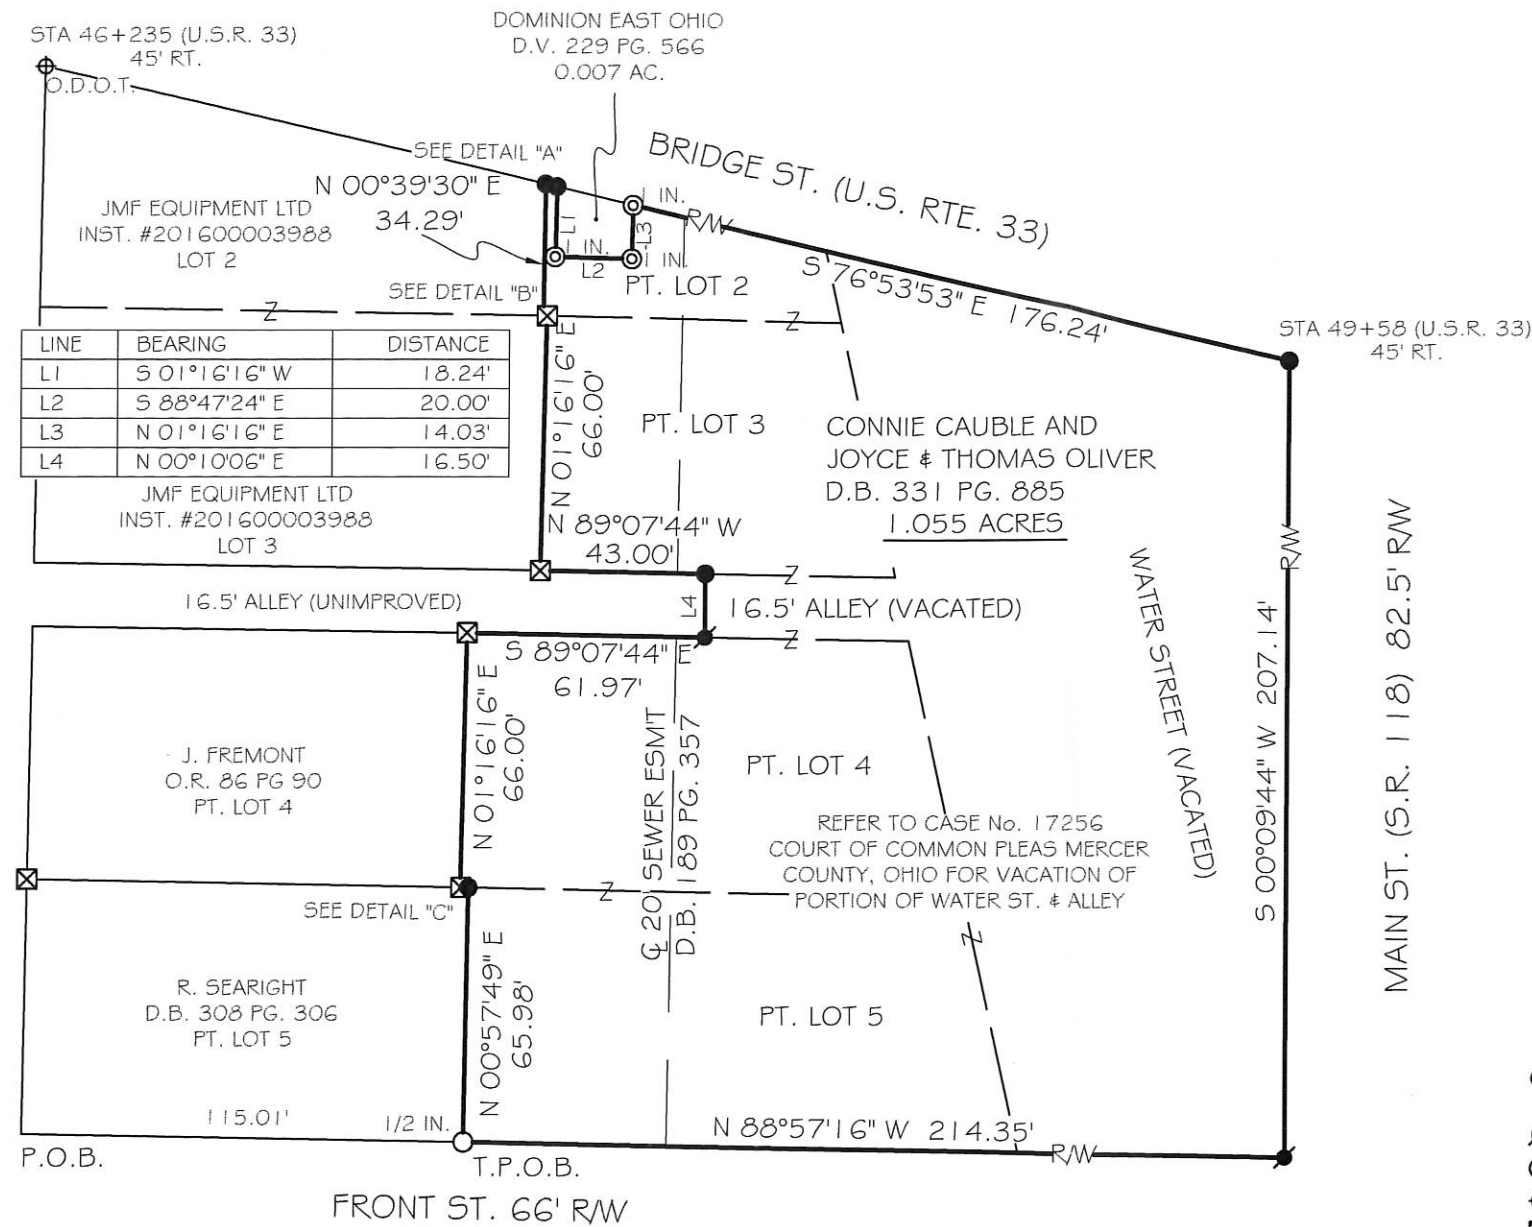 DOMINION EAST OHIO
D.V. 229 PG. 566
0.007 AC.
STA 46+235 (U.S.R. 33)
45' RT.
O.D.O.T.
SEE DETAIL "A"
BRIDGE ST. (U.S. RTE. 33)
N 00°39'30" E
34.29'
JMF EQUIPMENT LTD
INST. #201600003988
LOT 2
L1
1 IN.
L3
R/W
1 IN.
L2
1 IN.
PT. LOT 2
S 76°53'53" E 176.24'
SEE DETAIL "B"
Z
Z
STA 49+58 (U.S.R. 33)
45' RT.
LINE BEARING DISTANCE
L1 S 01°16'16" W 18.24'
L2 S 88°47'24" E 20.00'
L3 N 01°16'16" E 14.03'
L4 N 00°10'06" E 16.50'
N 01°16'16" E
66.00'
PT. LOT 3
CONNIE CAUBLE AND
JOYCE & THOMAS OLIVER
D.B. 331 PG. 885
1.055 ACRES
JMF EQUIPMENT LTD
INST. #201600003988
LOT 3
N 89°07'44" W
43.00'
Z
R/W
MAIN ST. (S.R. 118) 82.5' R/W
WATER STREET (VACATED)
16.5' ALLEY (UNIMPROVED)
L4
16.5' ALLEY (VACATED)
Z
S 89°07'44" E
61.97'
S 00°09'44" W 207.14'
J. FREMONT
O.R. 86 PG 90
PT. LOT 4
N 01°16'16" E
66.00'
℄ 20' SEWER ESM'T
D.B. 189 PG. 357
PT. LOT 4
REFER TO CASE No. 17256
COURT OF COMMON PLEAS MERCER
COUNTY, OHIO FOR VACATION OF
PORTION OF WATER ST. & ALLEY
SEE DETAIL "C"
Z
Z
R. SEARIGHT
D.B. 308 PG. 306
PT. LOT 5
N 00°57'49" E
65.98'
PT. LOT 5
115.01'
1/2 IN.
N 88°57'16" W 214.35'
R/W
P.O.B.
T.P.O.B.
FRONT ST. 66' R/W